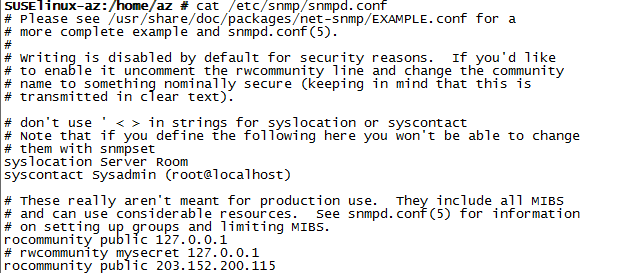 SUSElinux-az:/home/az # cat /etc/snmp/snmpd.conf
# Please see /usr/share/doc/packages/net-snmp/EXAMPLE.conf for a
# more complete example and snmpd.conf(5).
#
# Writing is disabled by default for security reasons.  If you'd like
# to enable it uncomment the rwcommunity line and change the community
# name to something nominally secure (keeping in mind that this is
# transmitted in clear text).

# don't use ' < > in strings for syslocation or syscontact
# Note that if you define the following here you won't be able to change
# them with snmpset
syslocation Server Room
syscontact Sysadmin (root@localhost)

# These really aren't meant for production use.  They include all MIBS
# and can use considerable resources.  See snmpd.conf(5) for information
# on setting up groups and limiting MIBS.
rocommunity public 127.0.0.1
# rwcommunity mysecret 127.0.0.1
rocommunity public 203.152.200.115